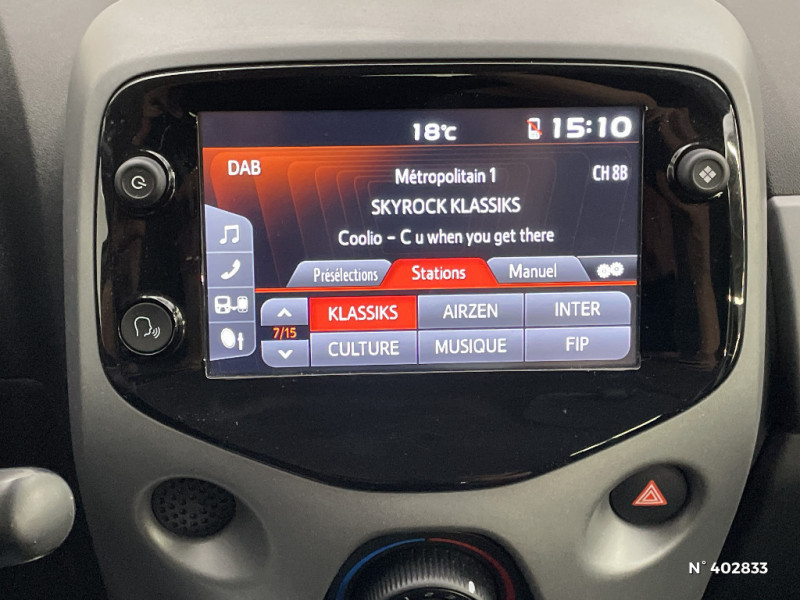 18°c 15:10
DAB Métropolitain 1 CH 8B
SKYROCK KLASSIKS
Coolio – C u when you get there
Présélections Stations Manuel
KLASSIKS AIRZEN INTER
7/15
CULTURE MUSIQUE FIP
N° 402833